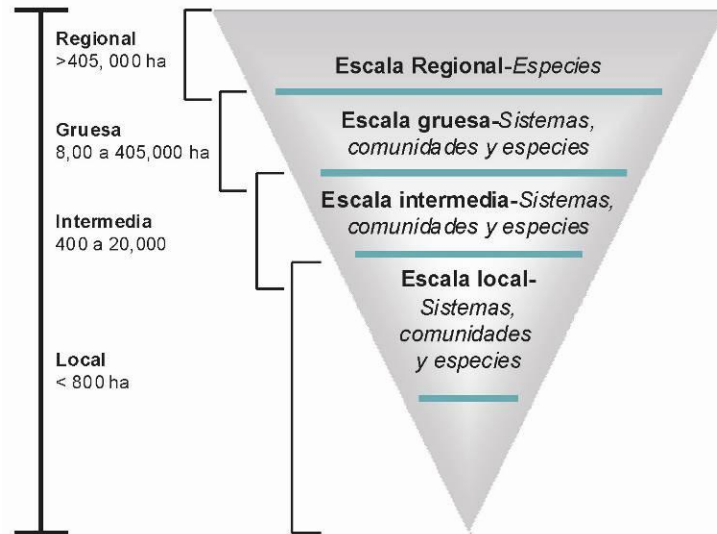 Regional
>405, 000 ha
Gruesa
8,00 a 405,000 ha
Intermedia
400 a 20,000
Local
< 800 ha
Escala Regional-Especies
Escala gruesa-Sistemas,
comunidades y especies
Escala intermedia-Sistemas,
comunidades y especies
Escala local-
Sistemas,
comunidades
y especies